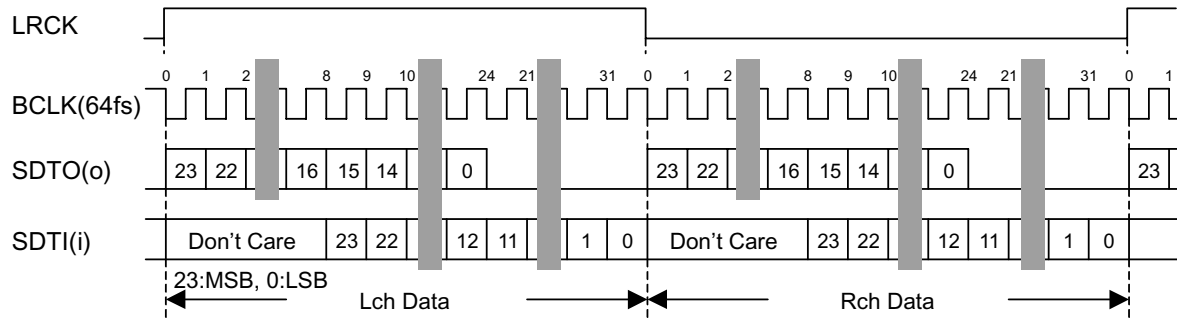 LRCK
0 1 2 8 9 10 24 21 31 0 1 2 8 9 10 24 21 31 0 1
BCLK(64fs)
SDTO(o) 23 22 16 15 14 0 23 22 16 15 14 0 23
SDTI(i) Don't Care 23 22 12 11 1 0 Don't Care 23 22 12 11 1 0
23:MSB, 0:LSB
Lch Data Rch Data